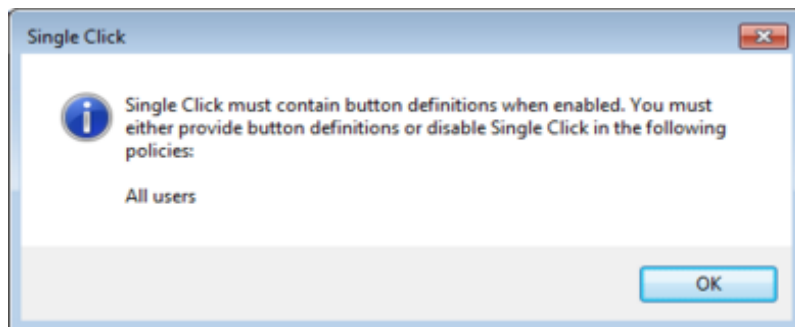 Single Click
Single Click must contain button definitions when enabled. You must
either provide button definitions or disable Single Click in the following
policies:
All users
OK